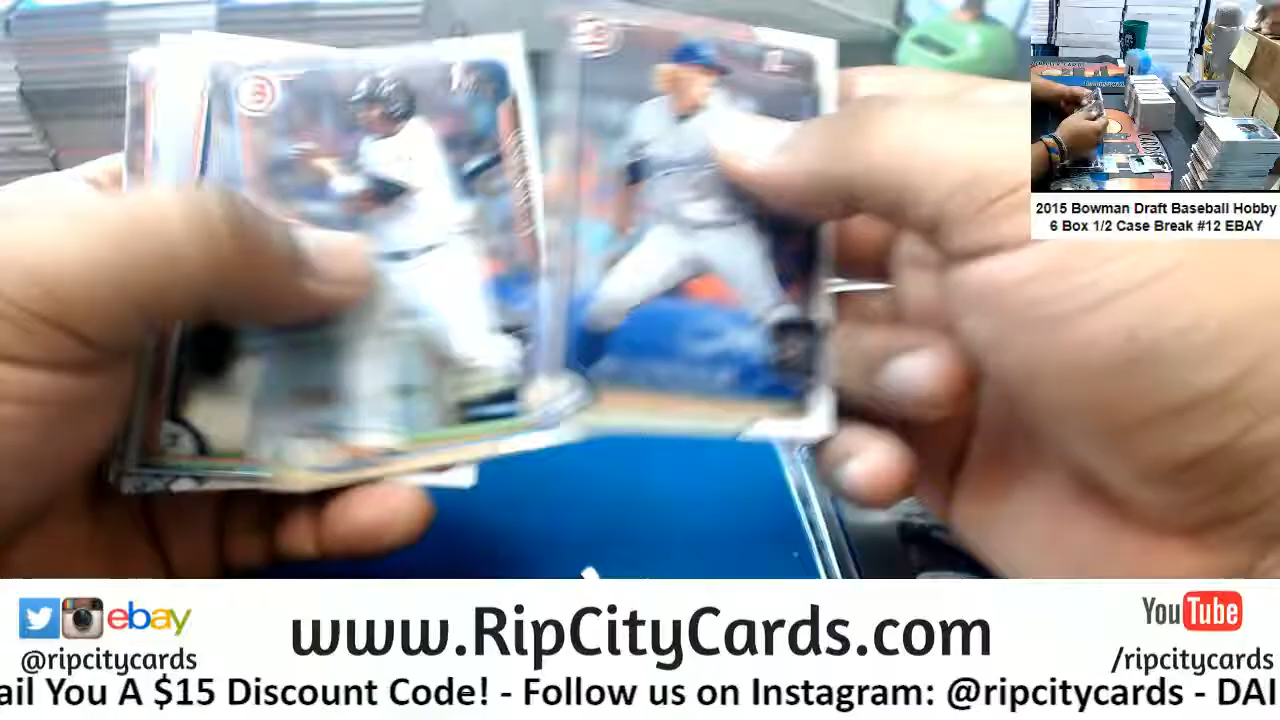 2015 Bowman Draft Baseball Hobby
6 Box 1/2 Case Break #12 EBAY
ebay
www.RipCityCards.com
YouTube
@ripcitycards
/ripcitycards
ail You A $15 Discount Code! - Follow us on Instagram: @ripcitycards - DAI